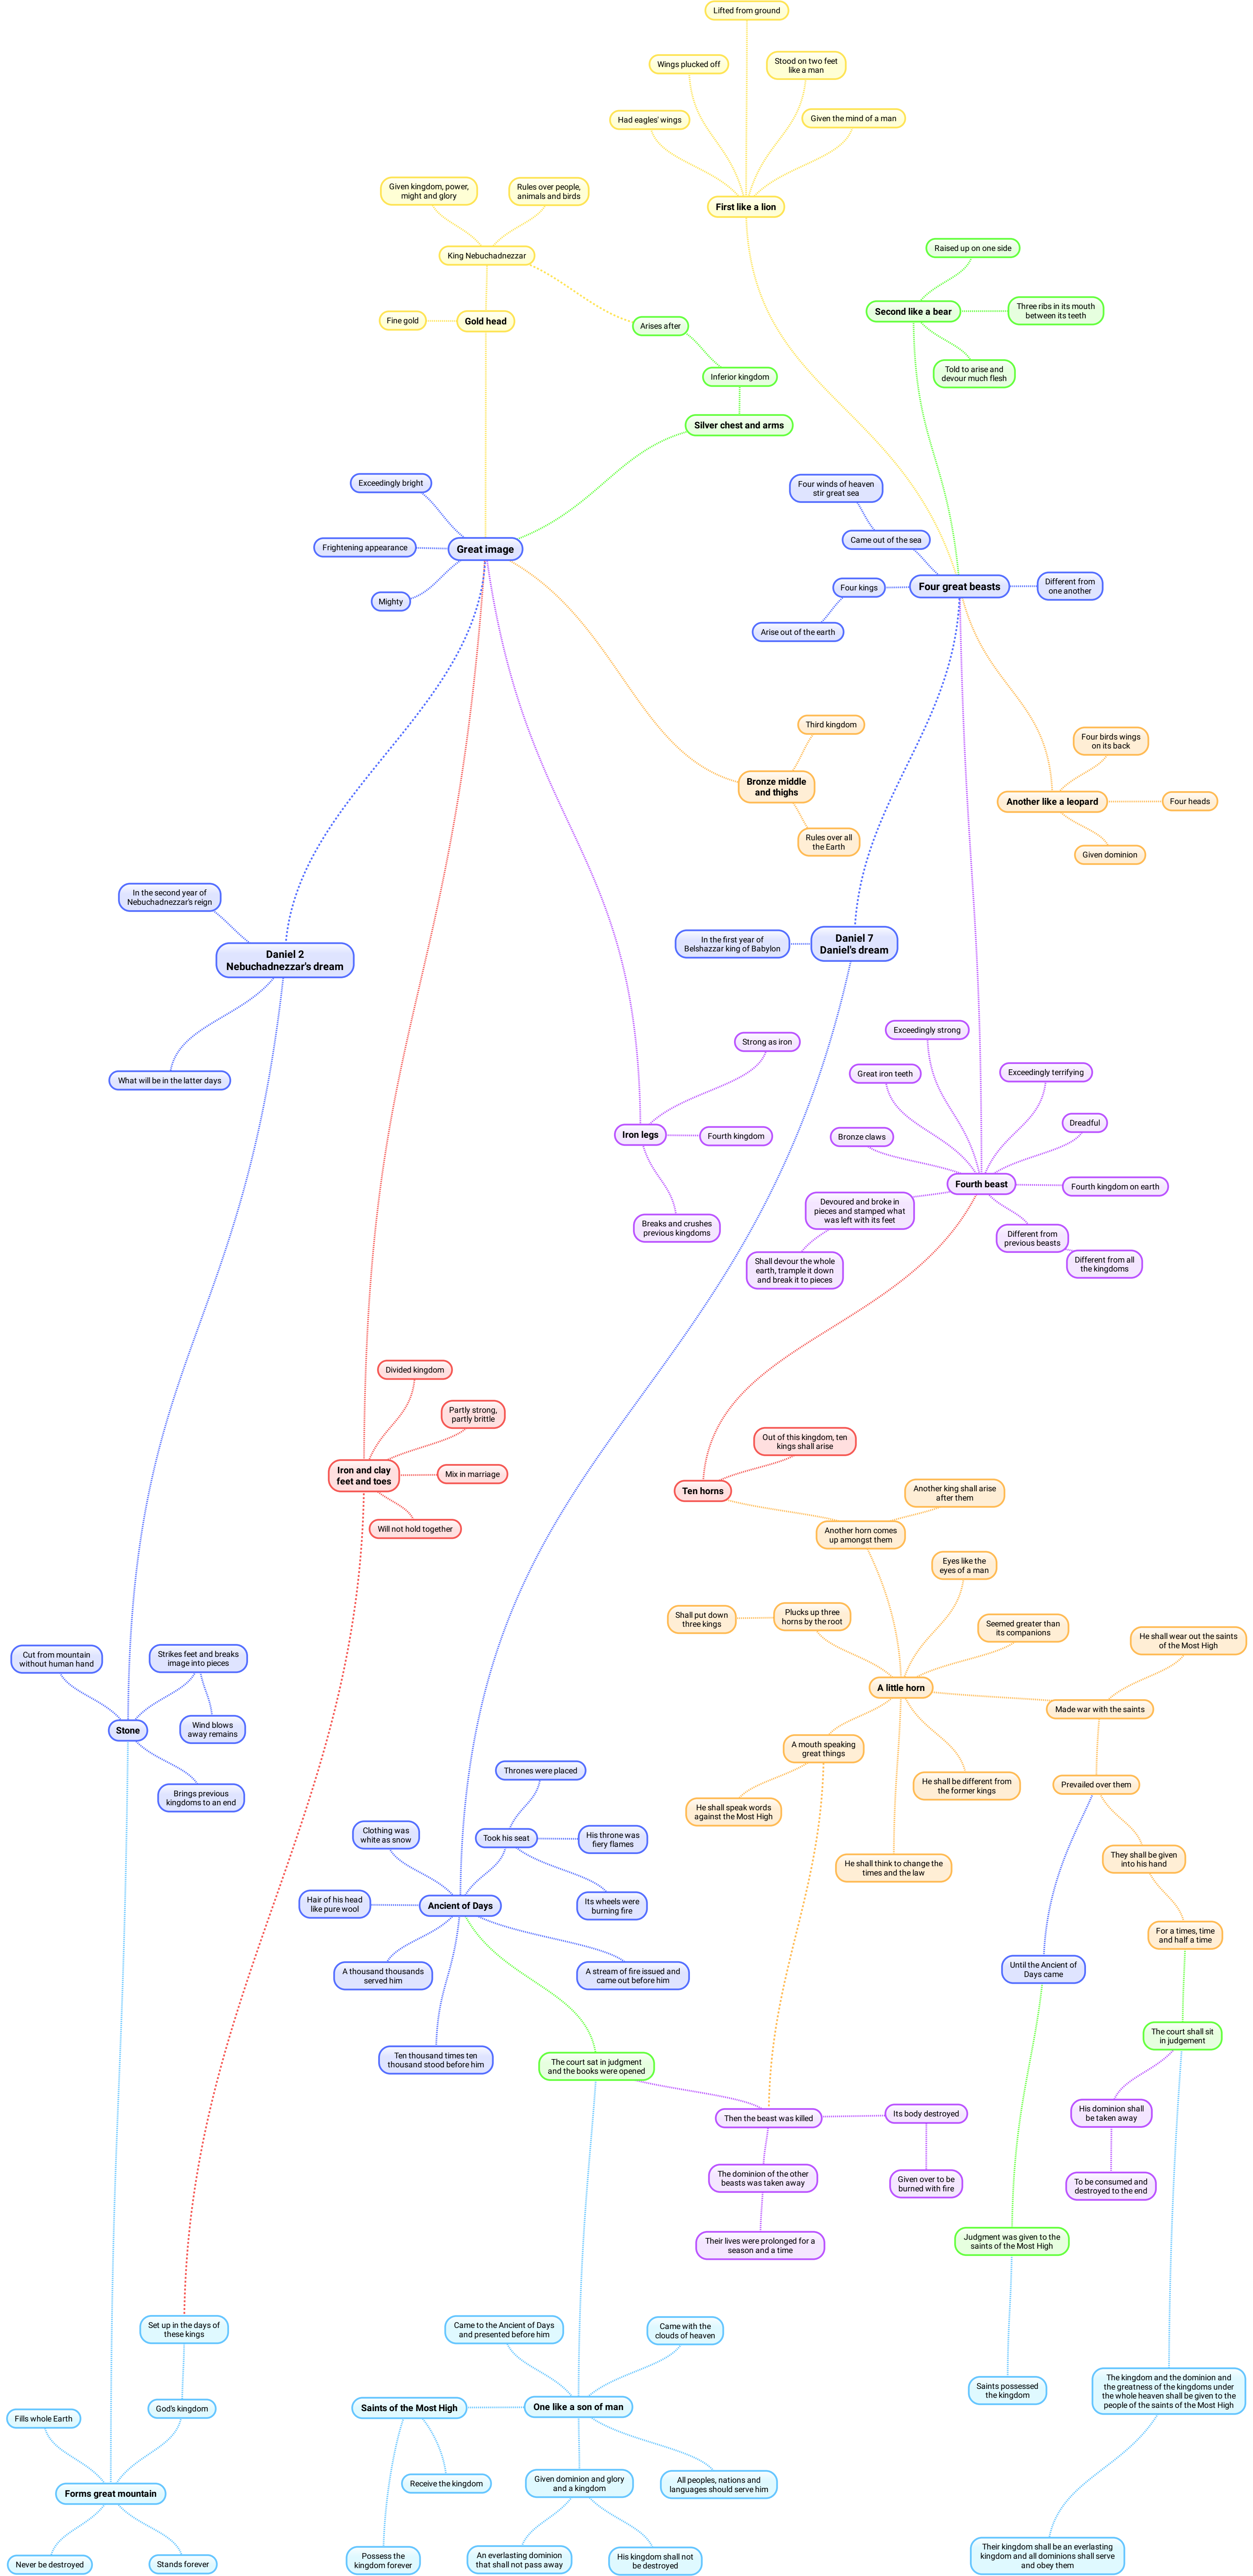 Lifted from ground
Wings plucked off
Stood on two feet
like a man
Had eagles' wings
Given the mind of a man
First like a lion
Given kingdom, power,
might and glory
Rules over people,
animals and birds
King Nebuchadnezzar
Fine gold
Gold head
Arises after
Inferior kingdom
Silver chest and arms
Raised up on one side
Second like a bear
Three ribs in its mouth
between its teeth
Told to arise and
devour much flesh
Exceedingly bright
Frightening appearance
Great image
Mighty
Four winds of heaven
stir great sea
Came out of the sea
Four kings
Four great beasts
Different from
one another
Arise out of the earth
Third kingdom
Bronze middle
and thighs
Rules over all
the Earth
Four birds wings
on its back
Another like a leopard
Four heads
Given dominion
In the second year of
Nebuchadnezzar's reign
Daniel 2
Nebuchadnezzar's dream
What will be in the latter days
In the first year of
Belshazzar king of Babylon
Daniel 7
Daniel's dream
Strong as iron
Iron legs
Fourth kingdom
Breaks and crushes
previous kingdoms
Exceedingly strong
Great iron teeth
Exceedingly terrifying
Bronze claws
Dreadful
Fourth beast
Fourth kingdom on earth
Devoured and broke in
pieces and stamped what
was left with its feet
Different from
previous beasts
Shall devour the whole
earth, trample it down
and break it to pieces
Different from all
the kingdoms
Divided kingdom
Partly strong,
partly brittle
Iron and clay
feet and toes
Mix in marriage
Will not hold together
Out of this kingdom, ten
kings shall arise
Ten horns
Another king shall arise
after them
Another horn comes
up amongst them
Eyes like the
eyes of a man
Shall put down
three kings
Plucks up three
horns by the root
Seemed greater than
its companions
He shall wear out the saints
of the Most High
A little horn
Made war with the saints
A mouth speaking
great things
He shall be different from
the former kings
Prevailed over them
He shall speak words
against the Most High
He shall think to change the
times and the law
They shall be given
into his hand
For a times, time
and half a time
Until the Ancient of
Days came
The court shall sit
in judgement
His dominion shall
be taken away
To be consumed and
destroyed to the end
Judgment was given to the
saints of the Most High
Saints possessed
the kingdom
The kingdom and the dominion and
the greatness of the kingdoms under
the whole heaven shall be given to the
people of the saints of the Most High
Their kingdom shall be an everlasting
kingdom and all dominions shall serve
and obey them
Cut from mountain
without human hand
Strikes feet and breaks
image into pieces
Stone
Wind blows
away remains
Brings previous
kingdoms to an end
Thrones were placed
Clothing was
white as snow
Took his seat
His throne was
fiery flames
Hair of his head
like pure wool
Ancient of Days
Its wheels were
burning fire
A thousand thousands
served him
A stream of fire issued and
came out before him
Ten thousand times ten
thousand stood before him
The court sat in judgment
and the books were opened
Then the beast was killed
Its body destroyed
The dominion of the other
beasts was taken away
Given over to be
burned with fire
Their lives were prolonged for a
season and a time
Set up in the days of
these kings
God's kingdom
Fills whole Earth
Forms great mountain
Never be destroyed
Stands forever
Came to the Ancient of Days
and presented before him
Came with the
clouds of heaven
Saints of the Most High
One like a son of man
Receive the kingdom
Given dominion and glory
and a kingdom
All peoples, nations and
languages should serve him
Possess the
kingdom forever
An everlasting dominion
that shall not pass away
His kingdom shall not
be destroyed